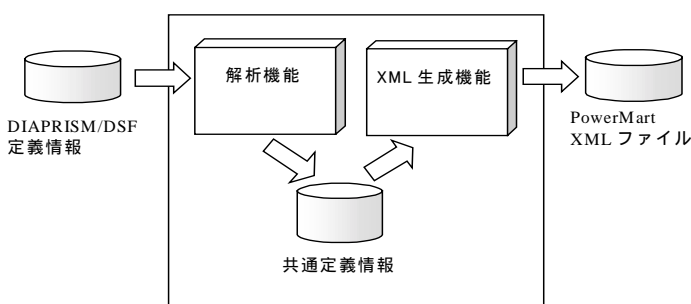 解析機能
XML 生成機能
DIAPRISM/DSF
定義情報
PowerMart
XML ファイル
共通定義情報